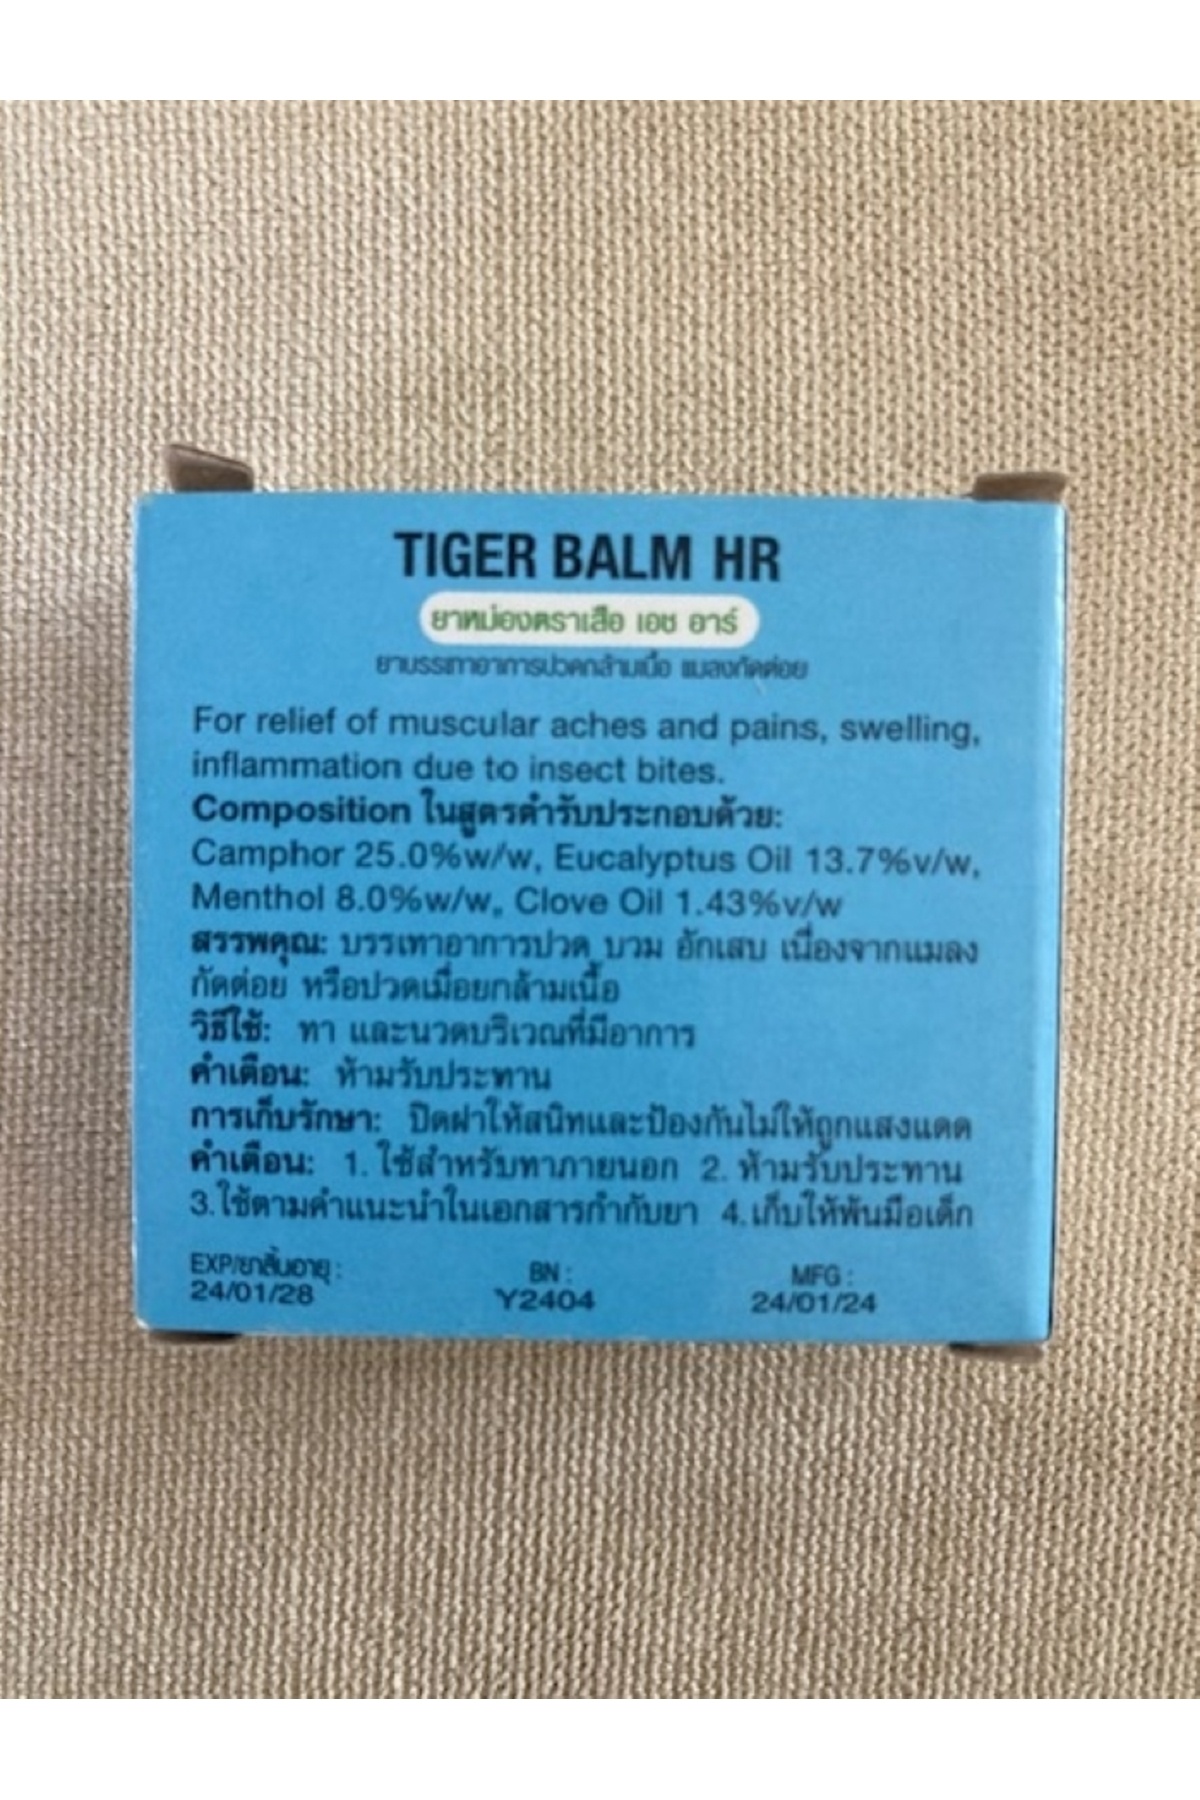 TIGER BALM HR
ยาหม่องตราเสือ เอช อาร์
ยาบรรเทาอาการปวดกล้ามเนื้อ แมลงกัดต่อย
For relief of muscular aches and pains, swelling,
inflammation due to insect bites.
Composition ในสูตรตำรับประกอบด้วย:
Camphor 25.0%w/w, Eucalyptus Oil 13.7%v/w,
Menthol 8.0%w/w, Clove Oil 1.43%v/w
สรรพคุณ: บรรเทาอาการปวด บวม อักเสบ เนื่องจากแมลง
กัดต่อย หรือปวดเมื่อยกล้ามเนื้อ
วิธีใช้: ทา และนวดบริเวณที่มีอาการ
คำเตือน: ห้ามรับประทาน
การเก็บรักษา: ปิดฝาให้สนิทและป้องกันไม่ให้ถูกแสงแดด
คำเตือน: 1. ใช้สำหรับทาภายนอก 2. ห้ามรับประทาน
3. ใช้ตามคำแนะนำในเอกสารกำกับยา 4. เก็บให้พ้นมือเด็ก
EXP/ยาสิ้นอายุ : BN : MFG :
24/01/28 Y2404 24/01/24